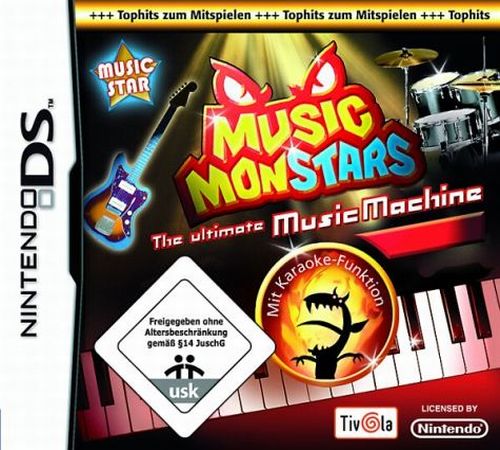 +++ Tophits zum Mitspielen +++ Tophits zum Mitspielen +++ Tophits
NINTENDO DS™
MUSIC
STAR
MUSIC
MONSTARS
The ultimate Music Machine
Mit Karaoke-Funktion
Freigegeben ohne
Altersbeschränkung
gemäß §14 JuschG
usk
Tivola
LICENSED BY
Nintendo